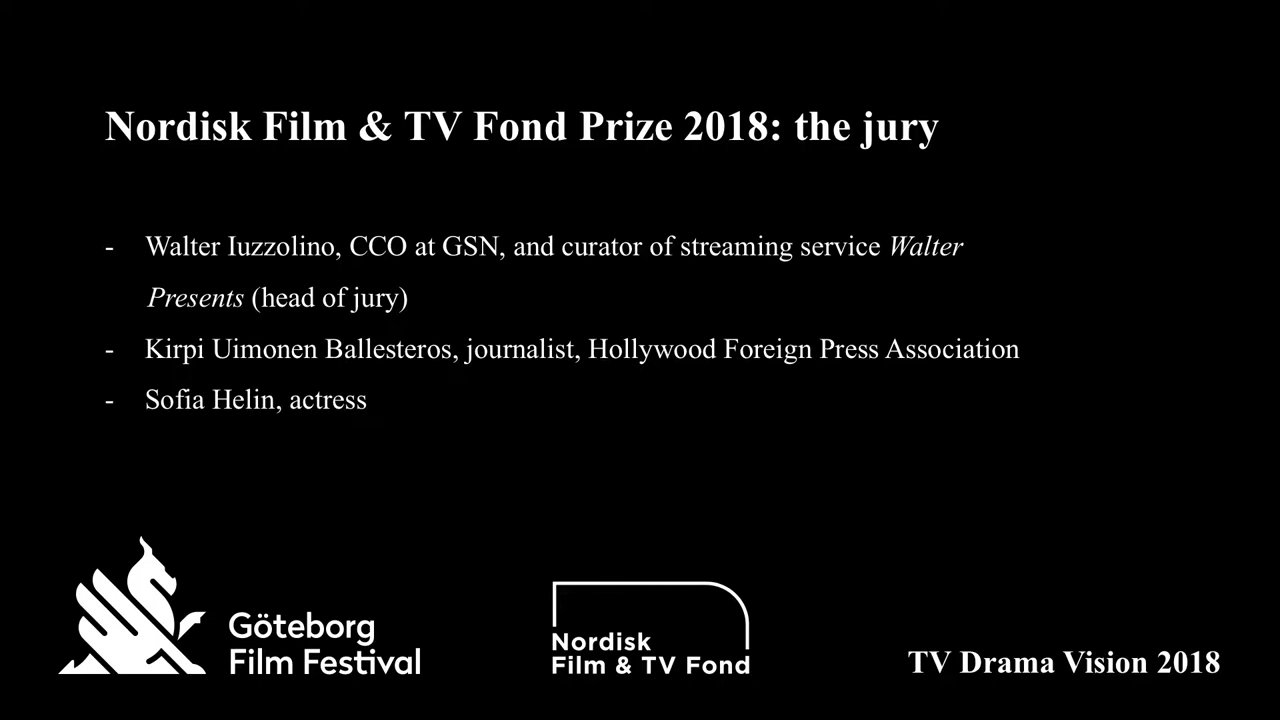 Nordisk Film & TV Fond Prize 2018: the jury
- Walter Iuzzolino, CCO at GSN, and curator of streaming service Walter
Presents (head of jury)
- Kirpi Uimonen Ballesteros, journalist, Hollywood Foreign Press Association
- Sofia Helin, actress
Göteborg
Film Festival
Nordisk
Film & TV Fond
TV Drama Vision 2018